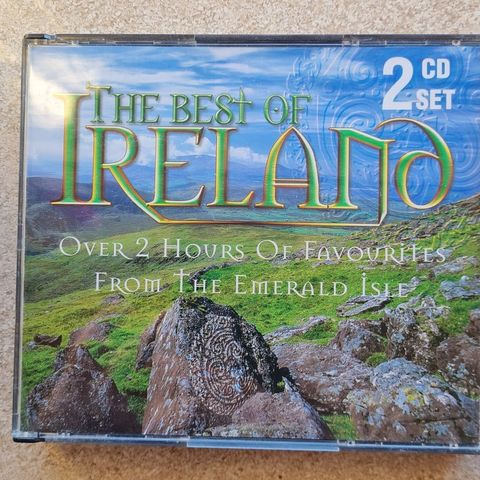 THE BEST OF
IRELAND
2 CD
SET
OVER 2 HOURS OF FAVOURITES
FROM THE EMERALD ISLE